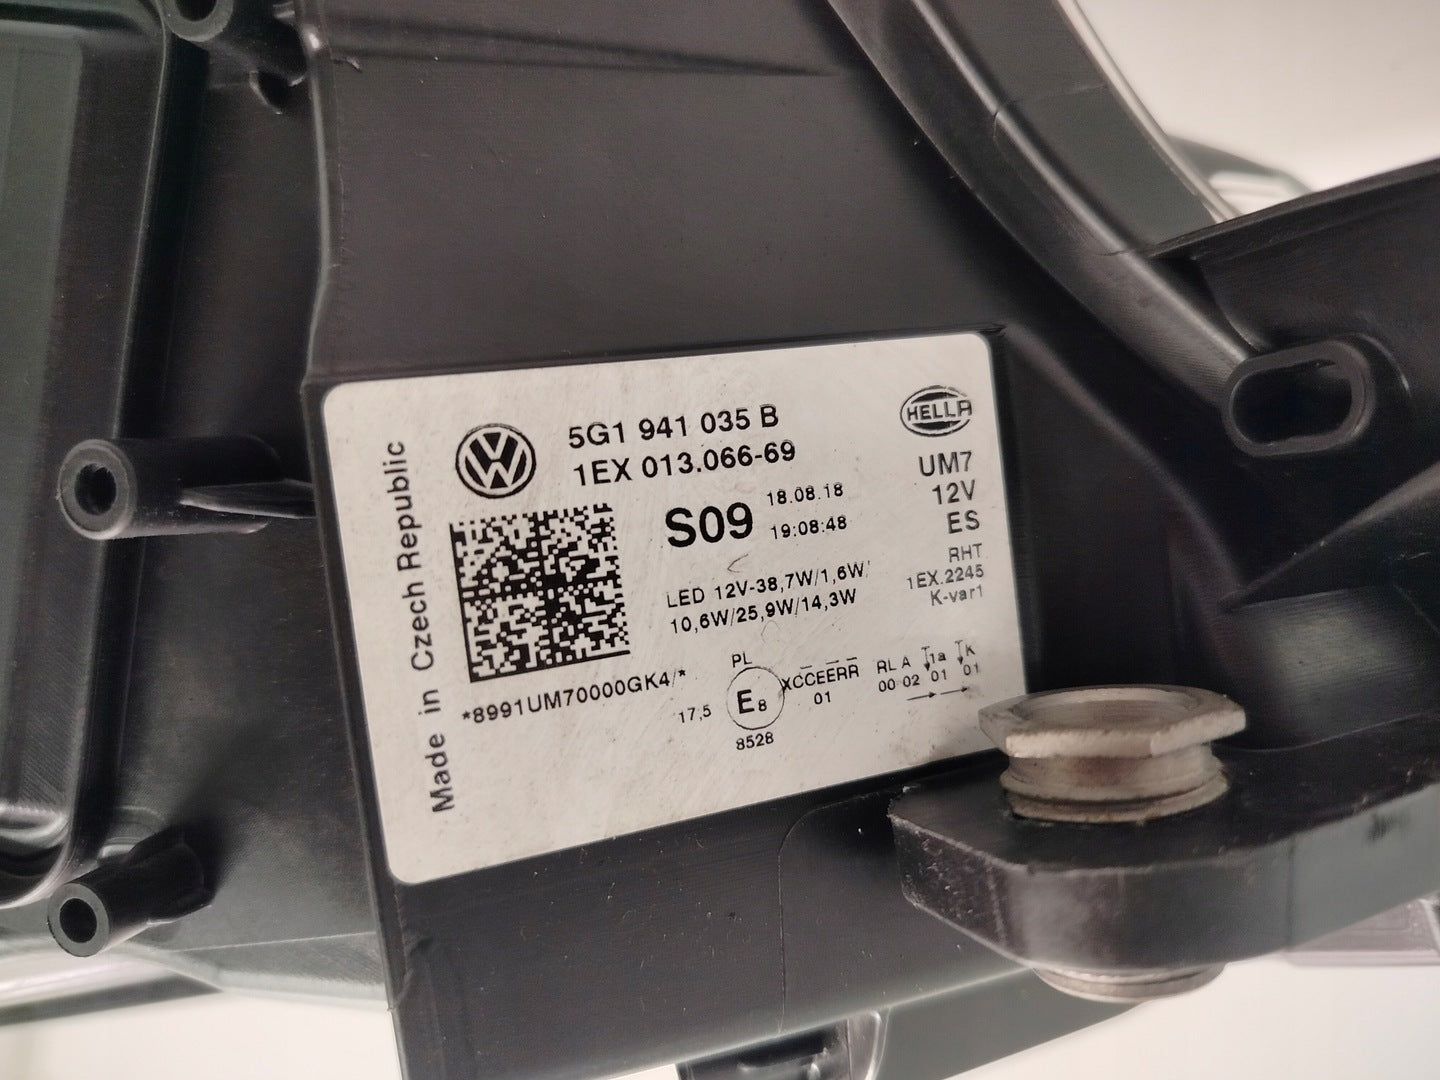 Made in Czech Republic
5G1 941 035 B
1EX 013.066-69
S09
18.08.18
19:08:48
LED 12V-38,7W/1,6W/
10,6W/25,9W/14,3W
*8991UM70000GK4/*
HELLA
UM7
12V
ES
RHT
1EX.2245
K-var1
PL
17,5
E8
8528
XCCEERR
01
RL A 1a K
00 02 01 01